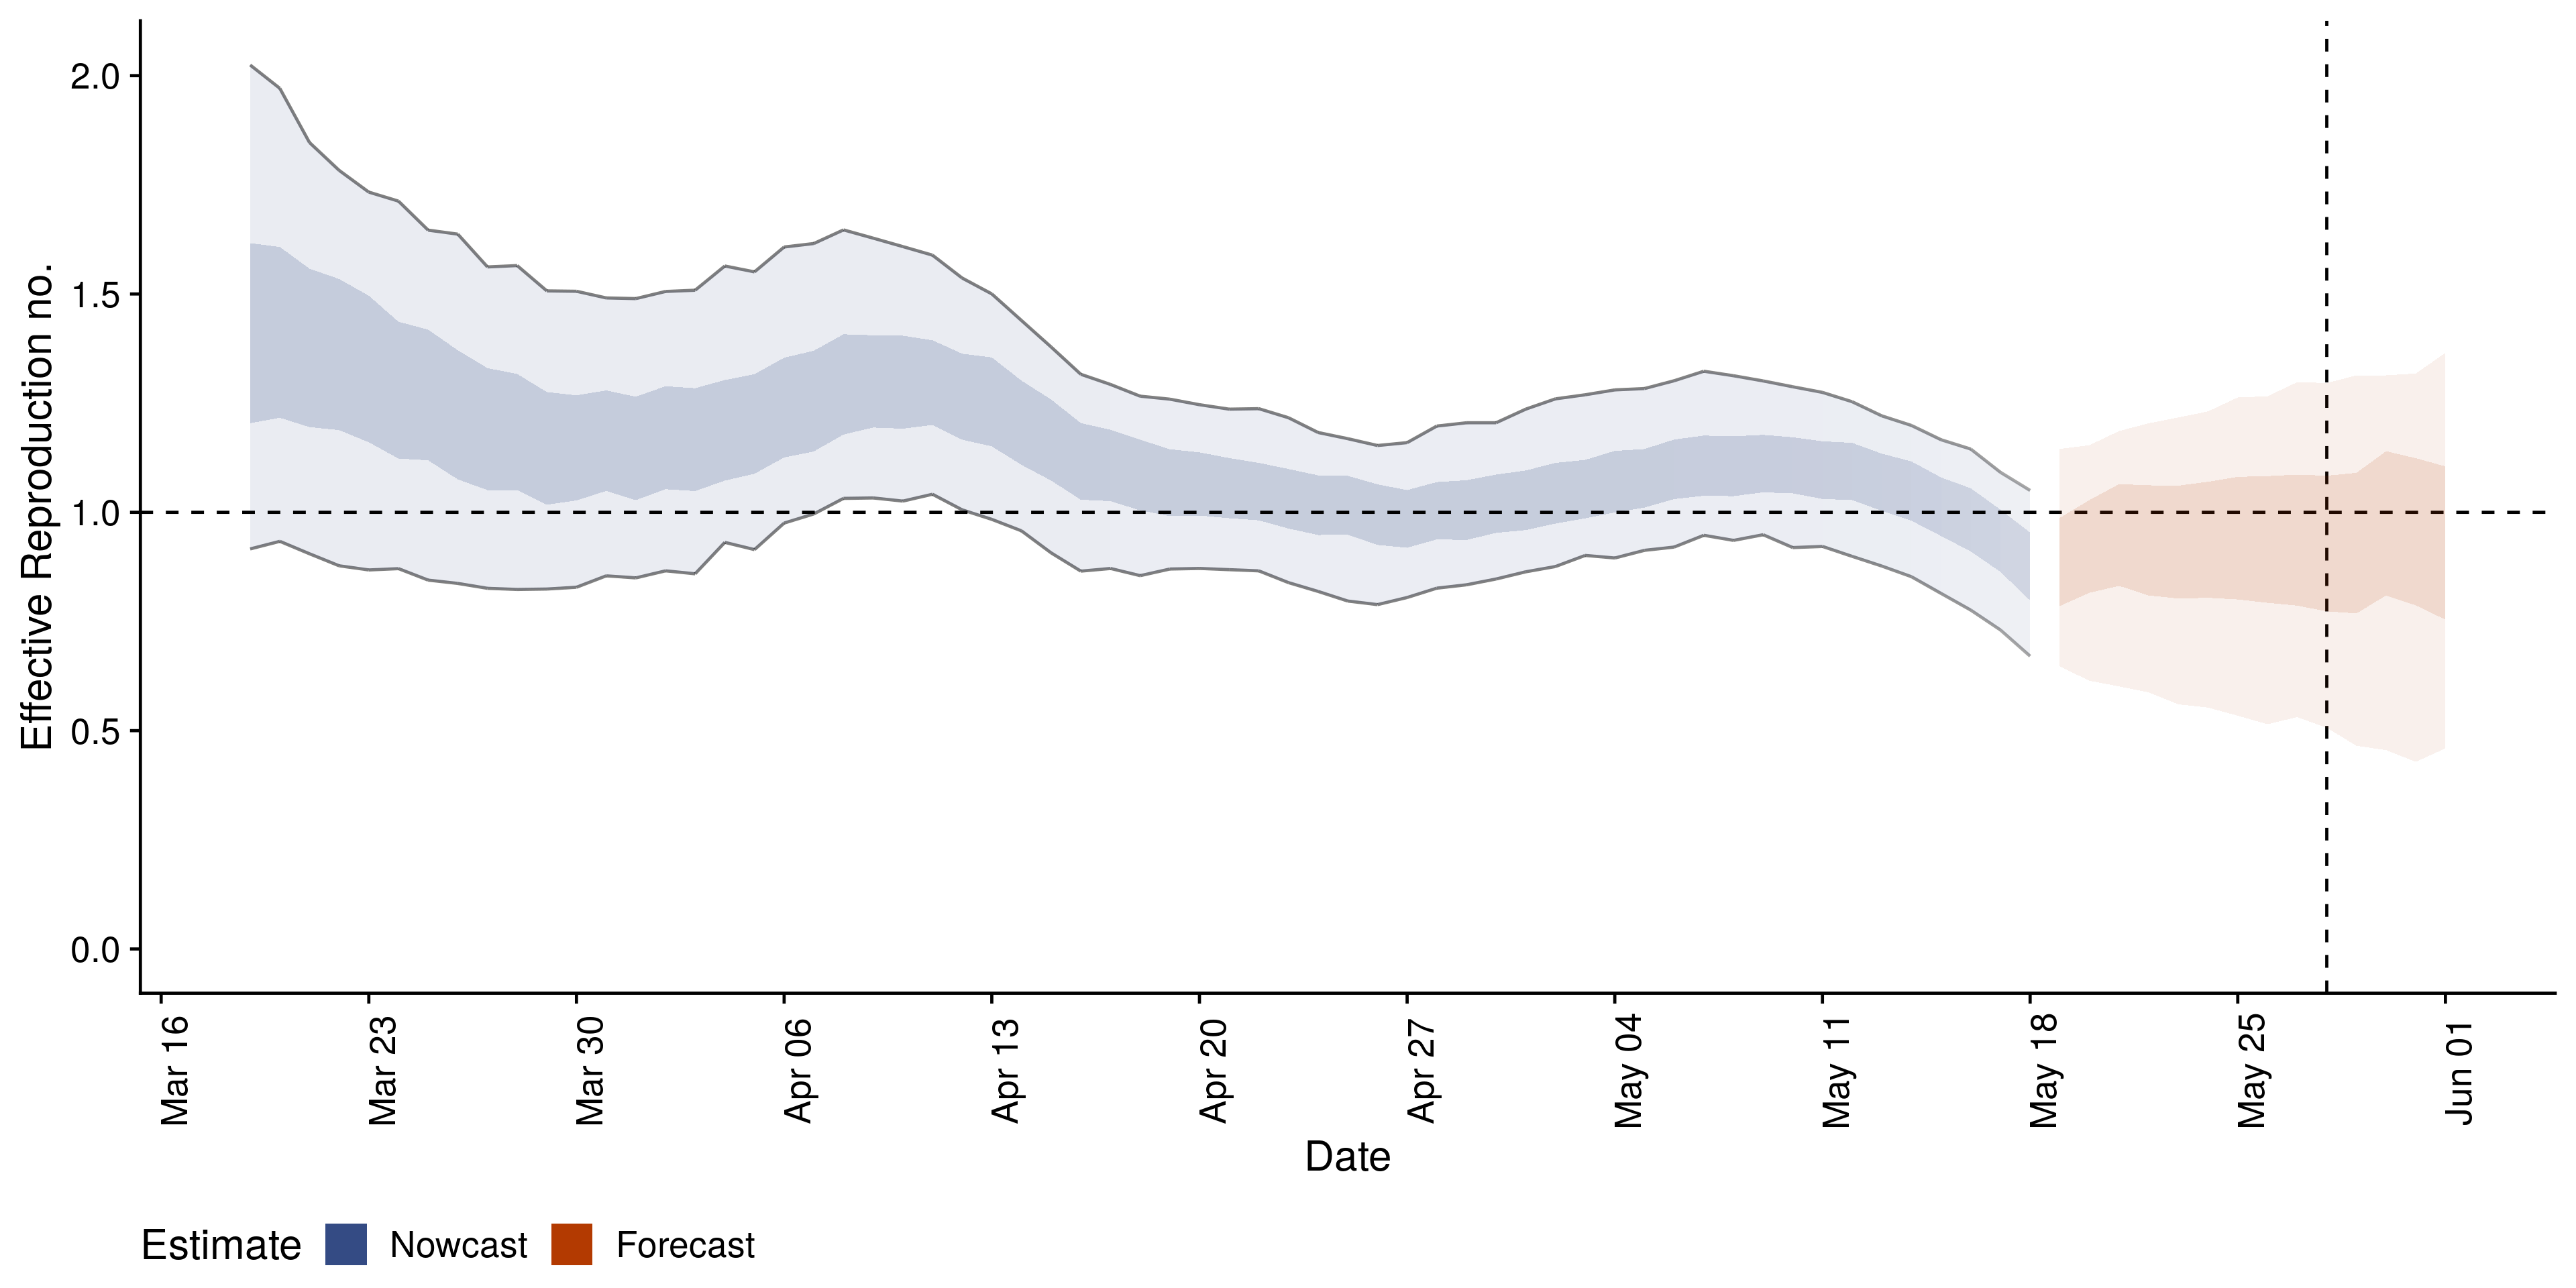 Effective Reproduction no.
2.0
1.5
1.0
0.5
0.0
Mar 16
Mar 23
Mar 30
Apr 06
Apr 13
Apr 20
Apr 27
May 04
May 11
May 18
May 25
Jun 01
Date
Estimate Nowcast Forecast